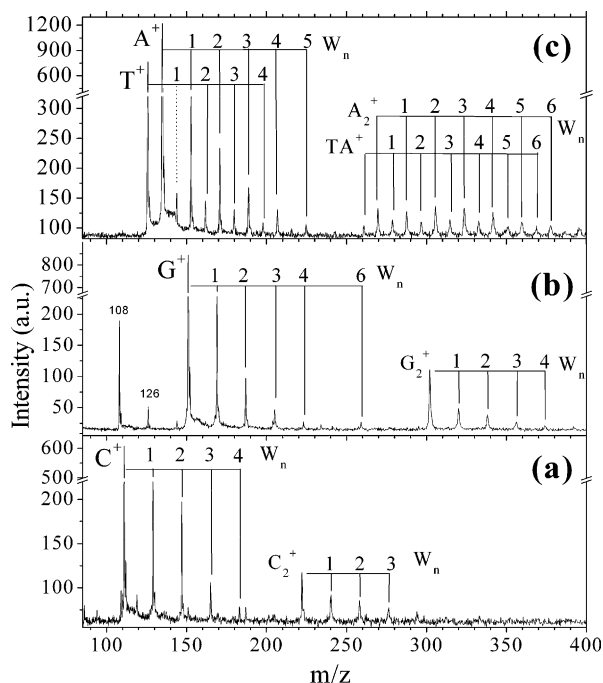 A+ 1 2 3 4 5 Wn (c)
T+ 1 2 3 4
A2+ 1 2 3 4 5 6 Wn
TA+ 1 2 3 4 5 6
1200
900
600
300
250
200
150
100
G+ 1 2 3 4 6 Wn (b)
108
126
G2+ 1 2 3 4 Wn
800
700
200
150
100
50
Intensity (a.u.)
C+ 1 2 3 4 Wn (a)
C2+ 1 2 3 Wn
600
500
200
150
100
100 150 200 250 300 350 400
m/z